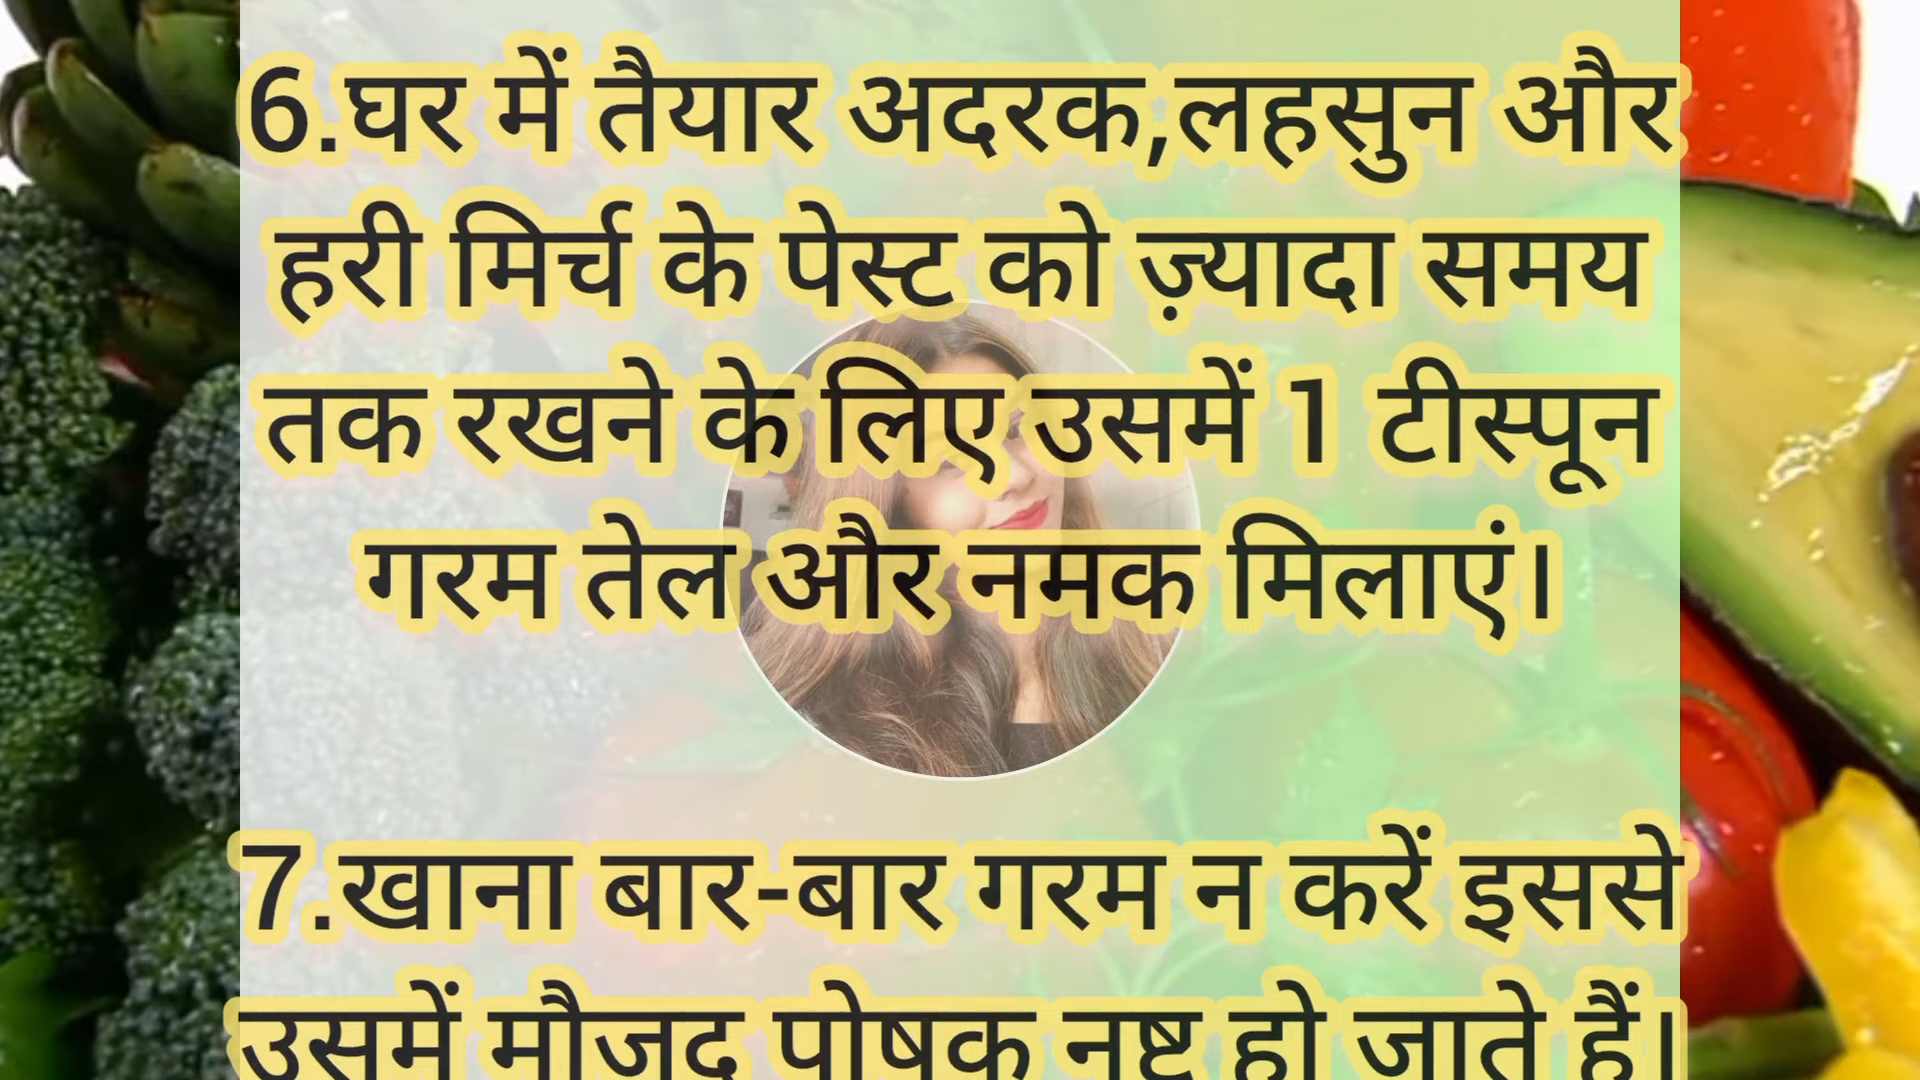 6.घर में तैयार अदरक,लहसुन और
हरी मिर्च के पेस्ट को ज़्यादा समय
तक रखने के लिए उसमें 1 टीस्पून
गरम तेल और नमक मिलाएं।
7.खाना बार-बार गरम न करें इससे
उसमें मौजूद पोषक नष्ट हो जाते हैं।